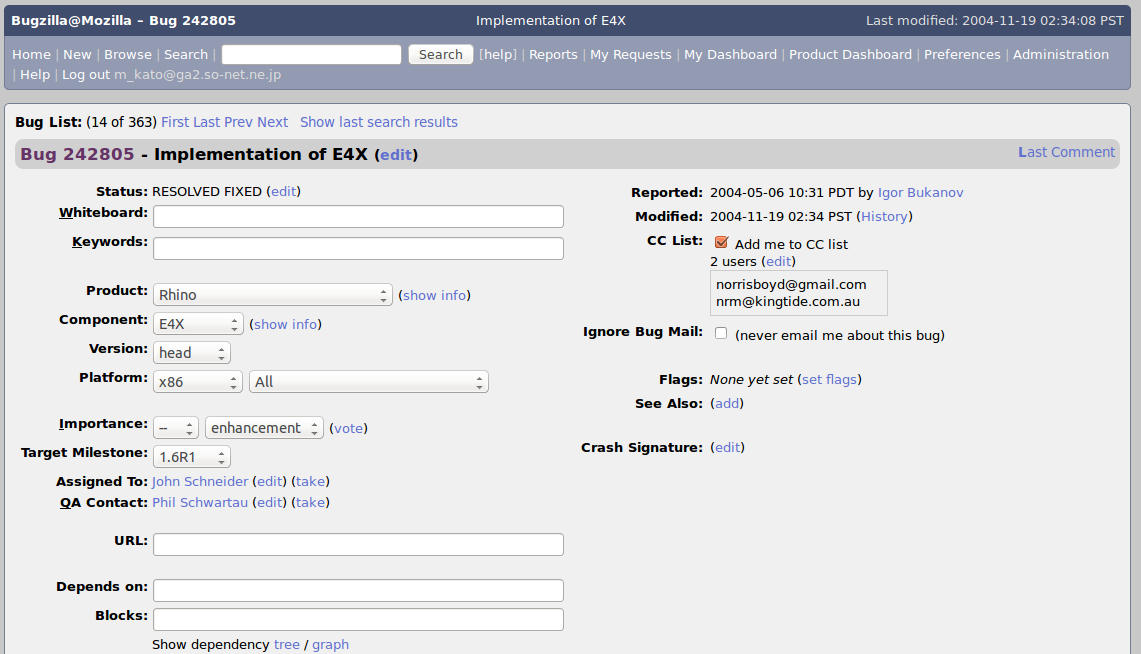 Bugzilla@Mozilla – Bug 242805 Implementation of E4X Last modified: 2004-11-19 02:34:08 PST
Home | New | Browse | Search | Search [help] | Reports | My Requests | My Dashboard | Product Dashboard | Preferences | Administration
| Help | Log out m_kato@ga2.so-net.ne.jp
Bug List: (14 of 363) First Last Prev Next Show last search results
Bug 242805 - Implementation of E4X (edit) Last Comment
Status: RESOLVED FIXED (edit)
Whiteboard:
Keywords:
Product: Rhino (show info)
Component: E4X (show info)
Version: head
Platform: x86 All
Importance: -- enhancement (vote)
Target Milestone: 1.6R1
Assigned To: John Schneider (edit) (take)
QA Contact: Phil Schwartau (edit) (take)
URL:
Depends on:
Blocks:
Show dependency tree / graph
Reported: 2004-05-06 10:31 PDT by Igor Bukanov
Modified: 2004-11-19 02:34 PST (History)
CC List: Add me to CC list
2 users (edit)
norrisboyd@gmail.com
nrm@kingtide.com.au
Ignore Bug Mail: (never email me about this bug)
Flags: None yet set (set flags)
See Also: (add)
Crash Signature: (edit)